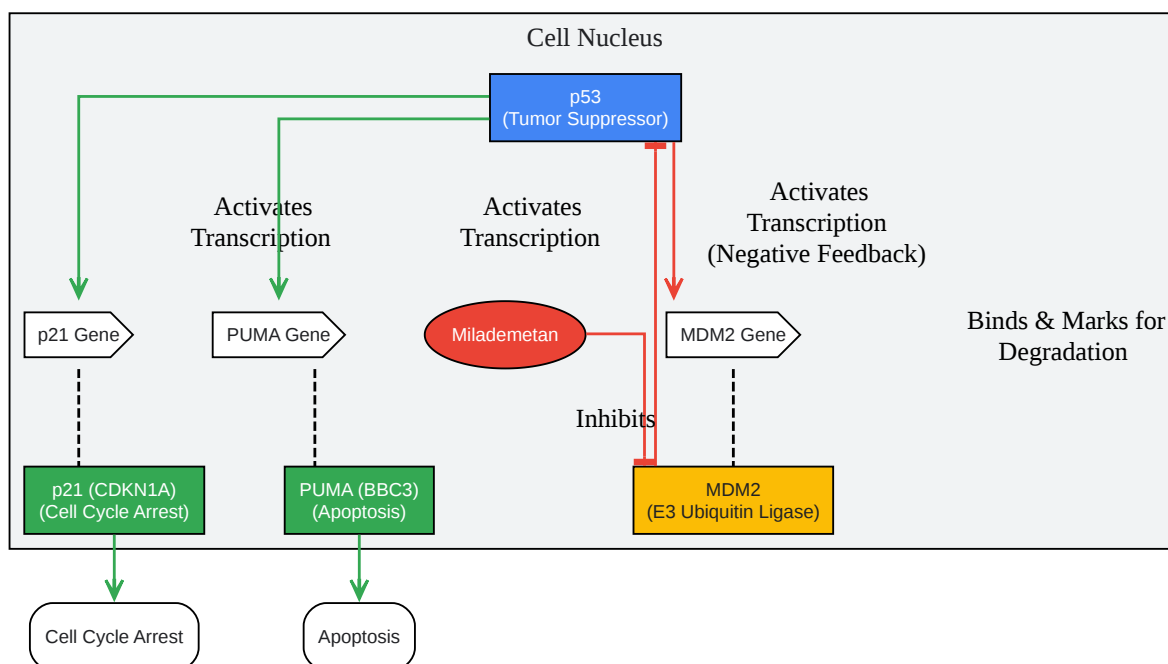 Cell Nucleus
p53
(Tumor Suppressor)
Activates
Transcription
Activates
Transcription
Activates
Transcription
(Negative Feedback)
p21 Gene
PUMA Gene
Milademetan
MDM2 Gene
Binds & Marks for
Degradation
Inhibits
p21 (CDKN1A)
(Cell Cycle Arrest)
PUMA (BBC3)
(Apoptosis)
MDM2
(E3 Ubiquitin Ligase)
Cell Cycle Arrest
Apoptosis